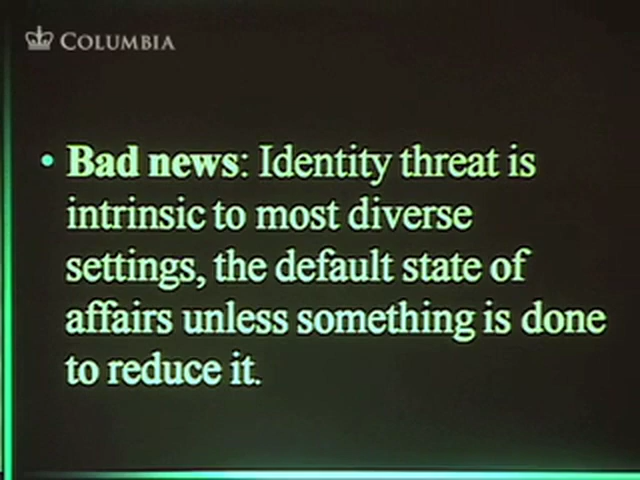 COLUMBIA
• Bad news: Identity threat is
intrinsic to most diverse
settings, the default state of
affairs unless something is done
to reduce it.